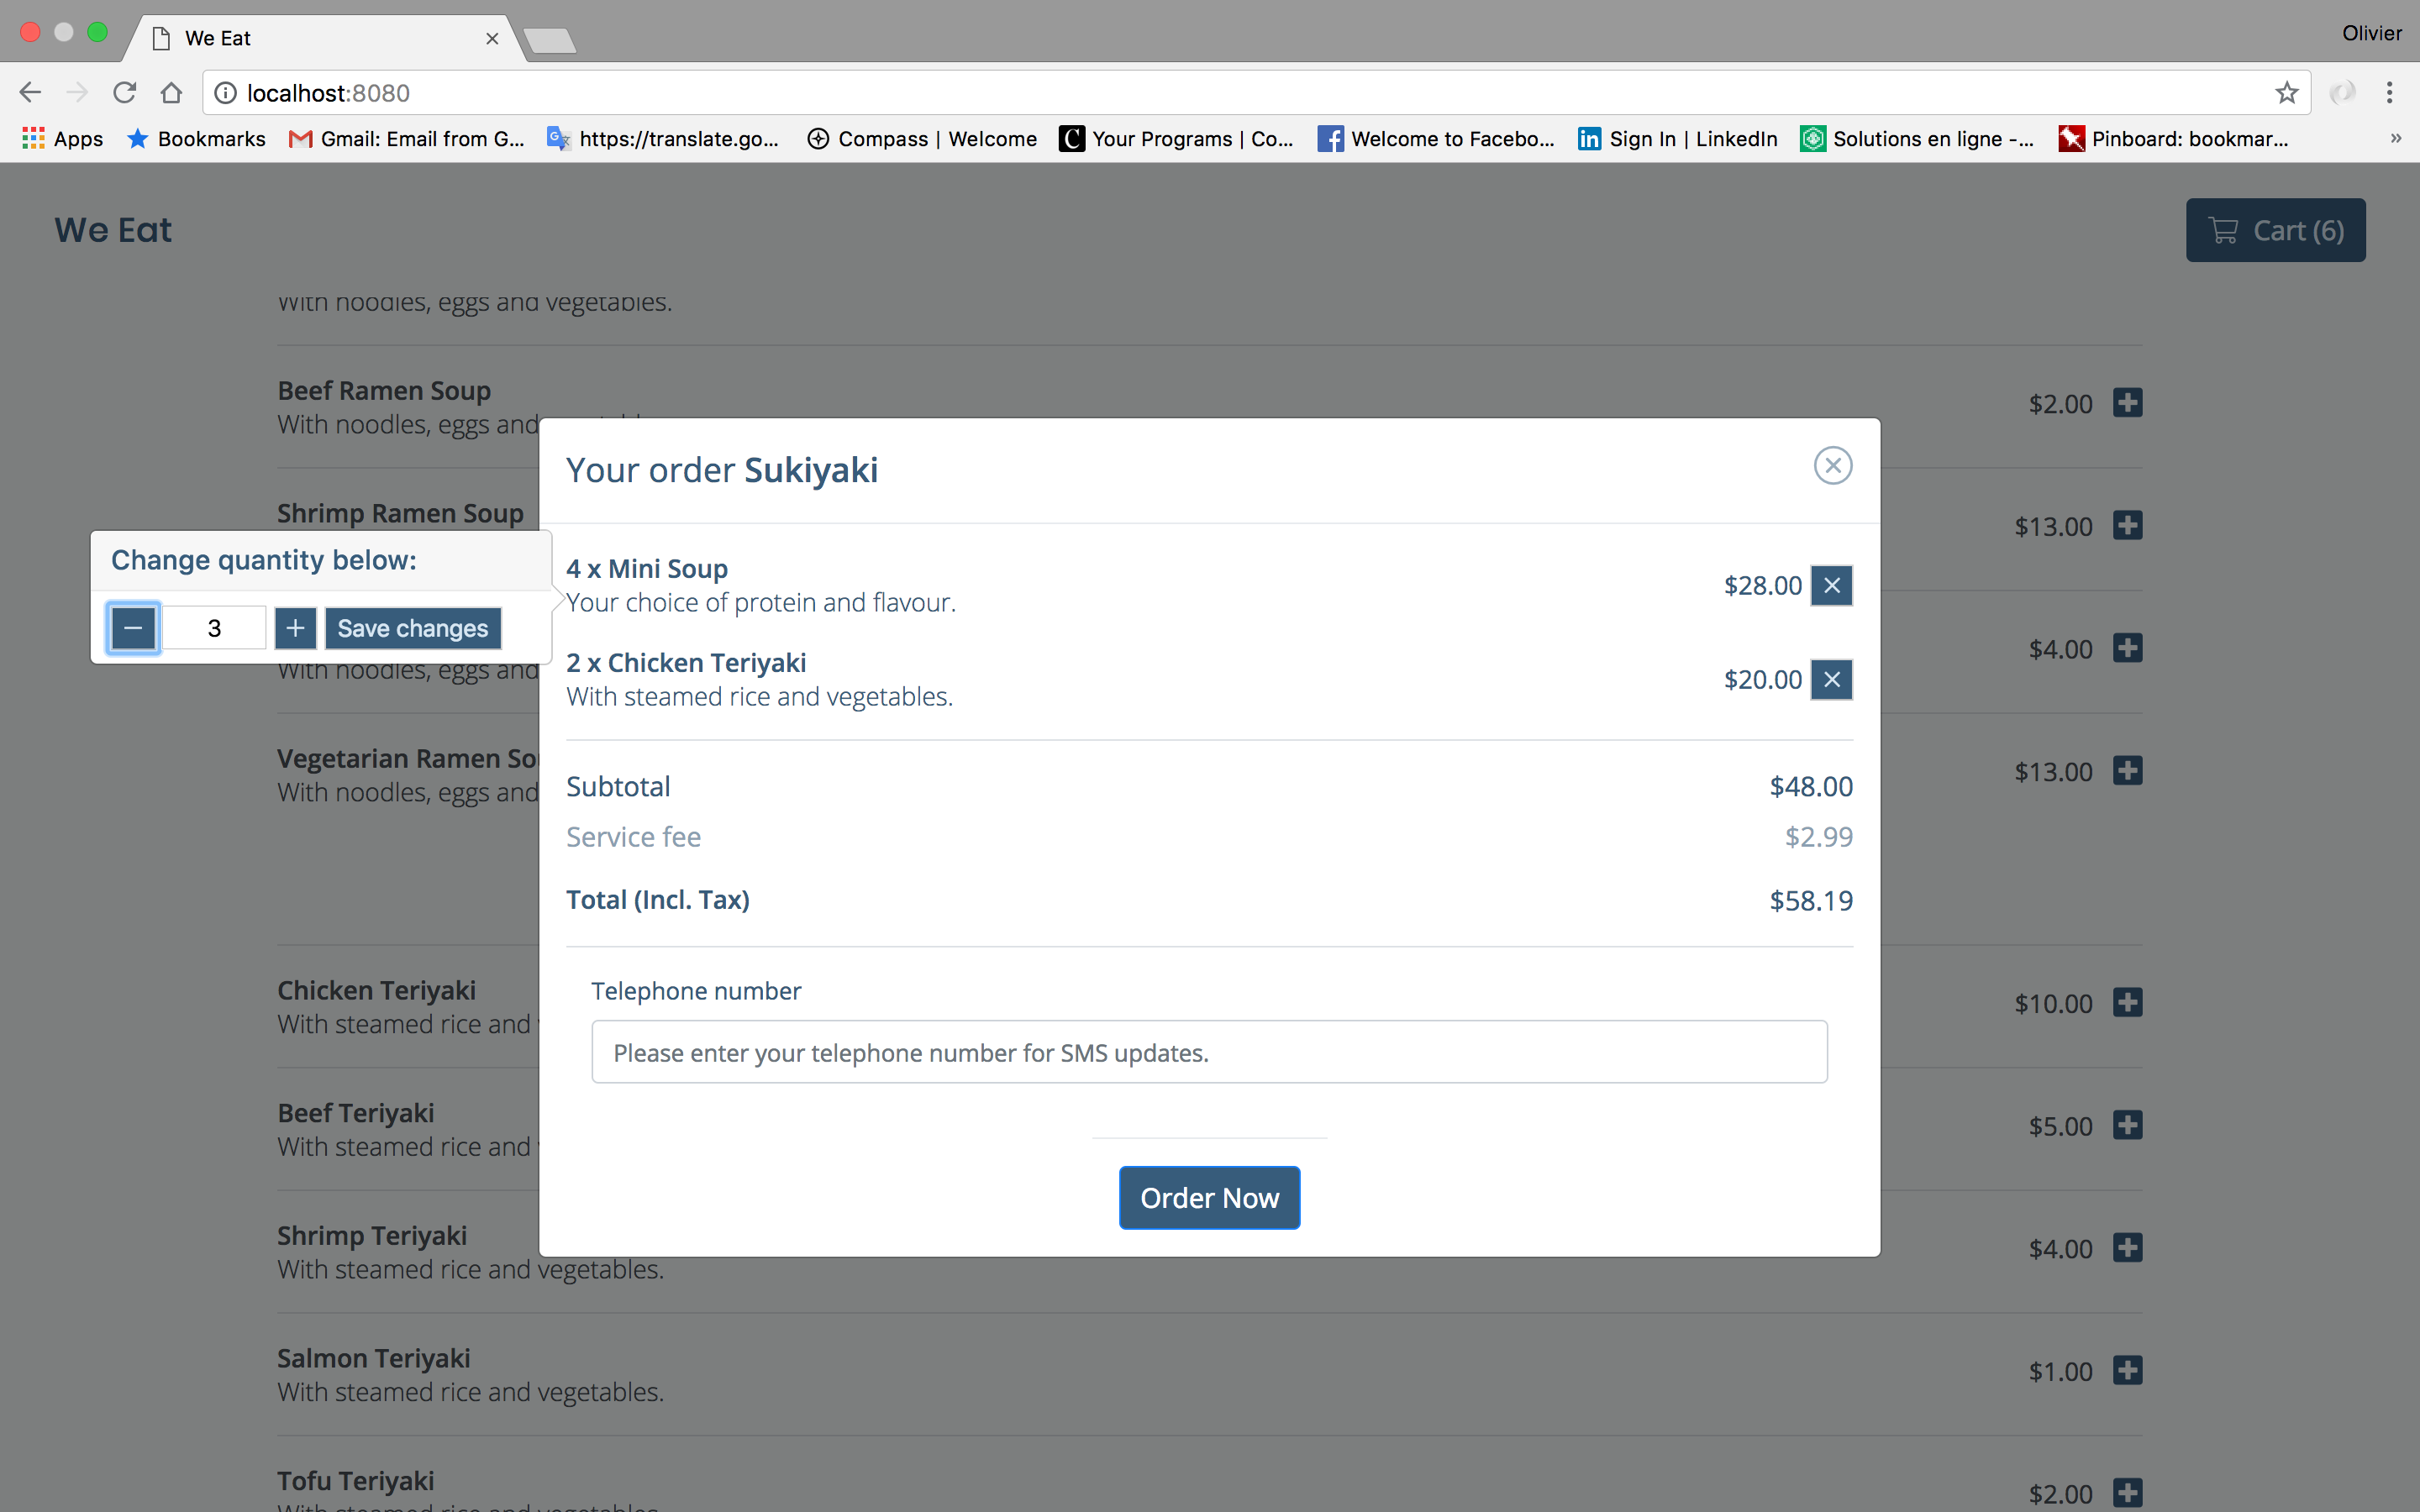 We Eat
Olivier
localhost:8080
Apps
Bookmarks
Gmail: Email from G...
https://translate.go...
Compass | Welcome
Your Programs | Co...
Welcome to Facebo...
Sign In | LinkedIn
Solutions en ligne -...
Pinboard: bookmar...
»
We Eat
Cart (6)
With noodles, eggs and vegetables.
Beef Ramen Soup
With noodles, eggs and
$2.00
Your order Sukiyaki
Shrimp Ramen Soup
$13.00
Change quantity below:
3
Save changes
4 x Mini Soup
Your choice of protein and flavour.
$28.00
$4.00
2 x Chicken Teriyaki
With steamed rice and vegetables.
$20.00
With noodles, eggs and
Vegetarian Ramen
With noodles, eggs and
$13.00
Subtotal
$48.00
Service fee
$2.99
Total (Incl. Tax)
$58.19
Chicken Teriyaki
With steamed rice and
$10.00
Telephone number
Please enter your telephone number for SMS updates.
Beef Teriyaki
With steamed rice and
$5.00
Order Now
Shrimp Teriyaki
With steamed rice and vegetables.
$4.00
Salmon Teriyaki
With steamed rice and vegetables.
$1.00
Tofu Teriyaki
With steamed rice and vegetables.
$2.00